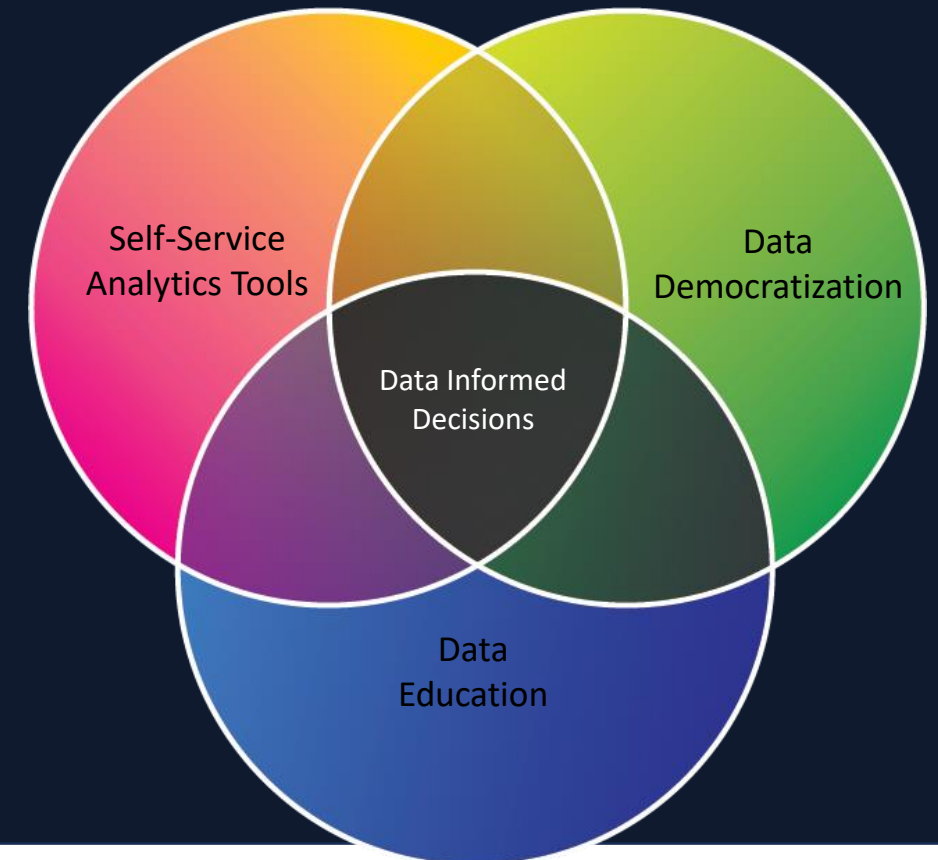 Self-Service
Analytics Tools
Data
Democratization
Data Informed
Decisions
Data
Education